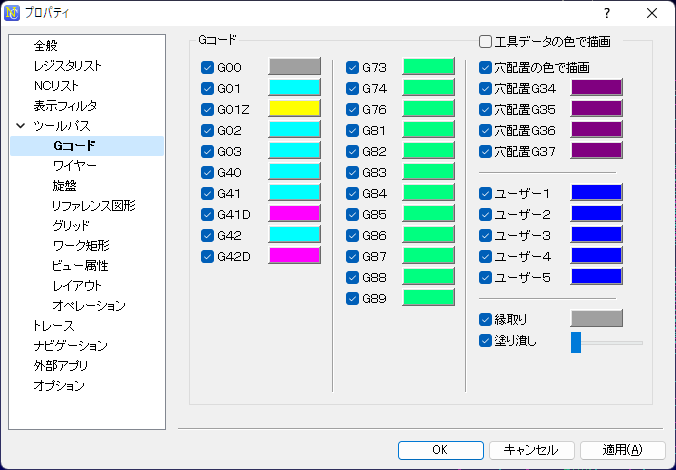 プロパティ
?
全般
レジスタリスト
NCリスト
表示フィルタ
ツールパス
Gコード
ワイヤー
旋盤
リファレンス図形
グリッド
ワーク矩形
ビュー属性
レイアウト
オペレーション
トレース
ナビゲーション
外部アプリ
オプション
Gコード
G00
G01
G01Z
G02
G03
G40
G41
G41D
G42
G42D
G73
G74
G76
G81
G82
G83
G84
G85
G86
G87
G88
G89
工具データの色で描画
穴配置の色で描画
穴配置G34
穴配置G35
穴配置G36
穴配置G37
ユーザー1
ユーザー2
ユーザー3
ユーザー4
ユーザー5
縁取り
塗り潰し
OK
キャンセル
適用(A)